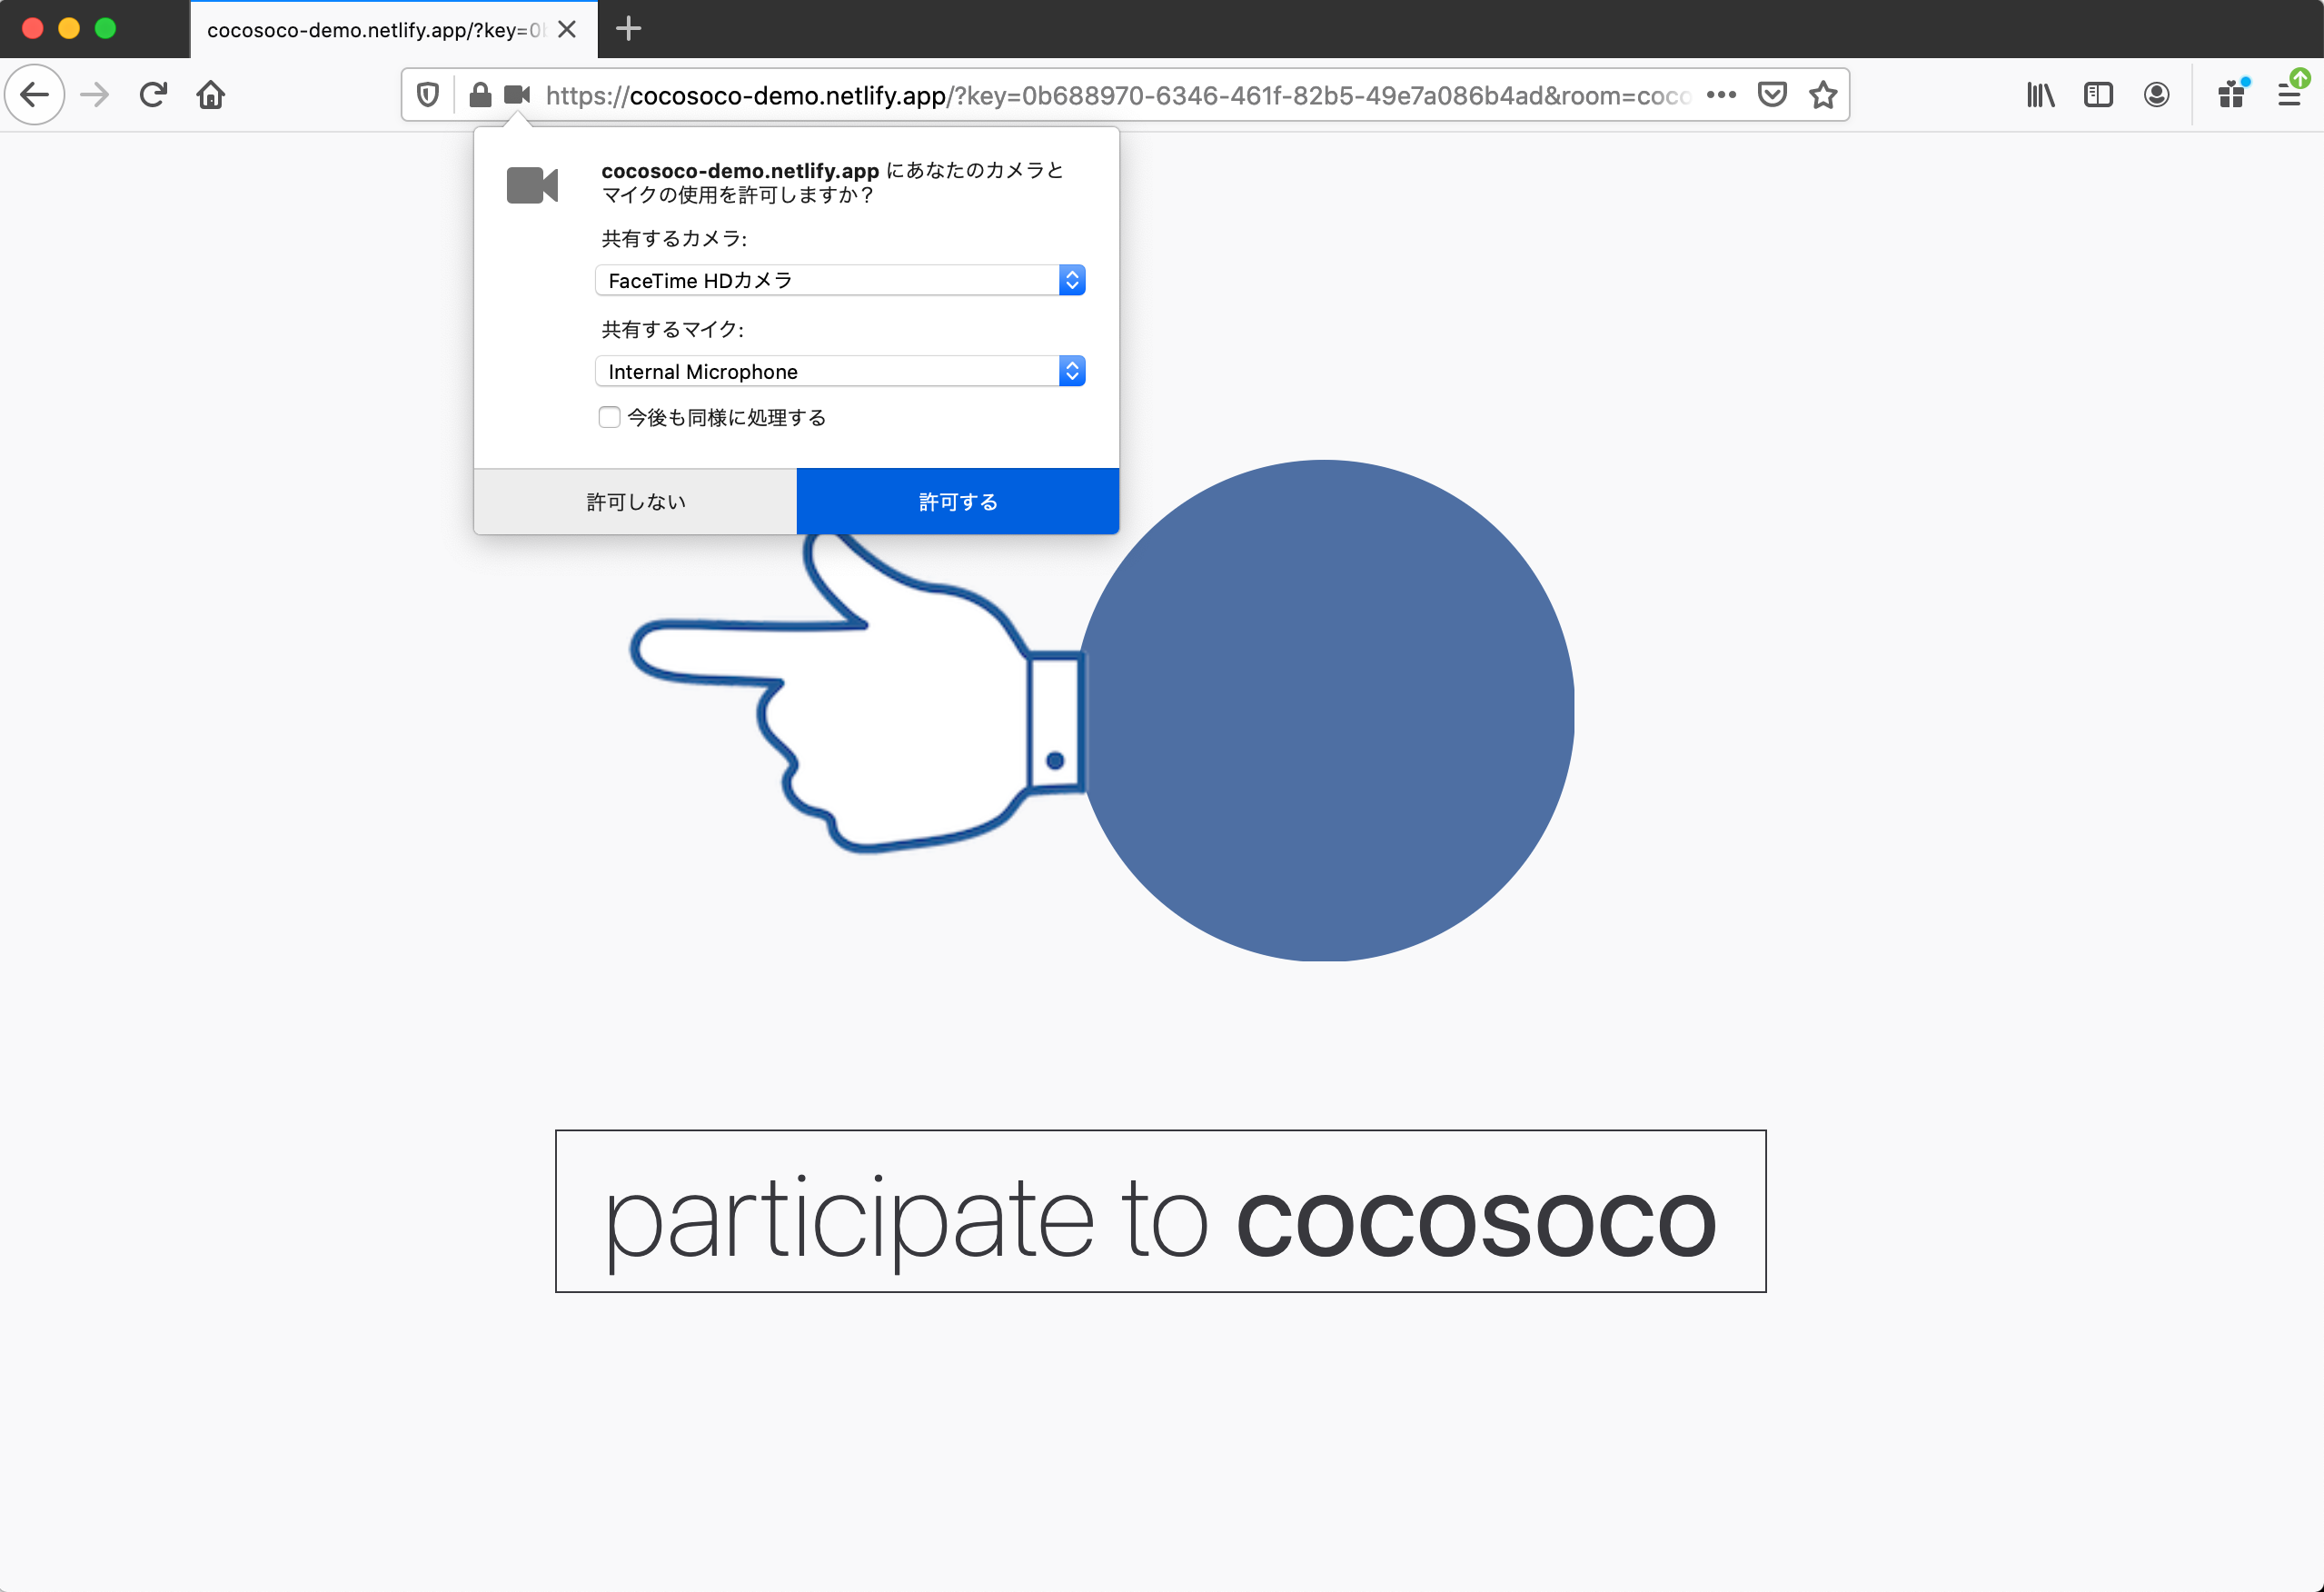 cocosoco-demo.netlify.app/?key=0
https://cocosoco-demo.netlify.app/?key=0b688970-6346-461f-82b5-49e7a086b4ad&room=coco
cocosoco-demo.netlify.app にあなたのカメラと
マイクの使用を許可しますか？
共有するカメラ:
FaceTime HDカメラ
共有するマイク:
Internal Microphone
今後も同様に処理する
許可しない
許可する
participate to cocosoco